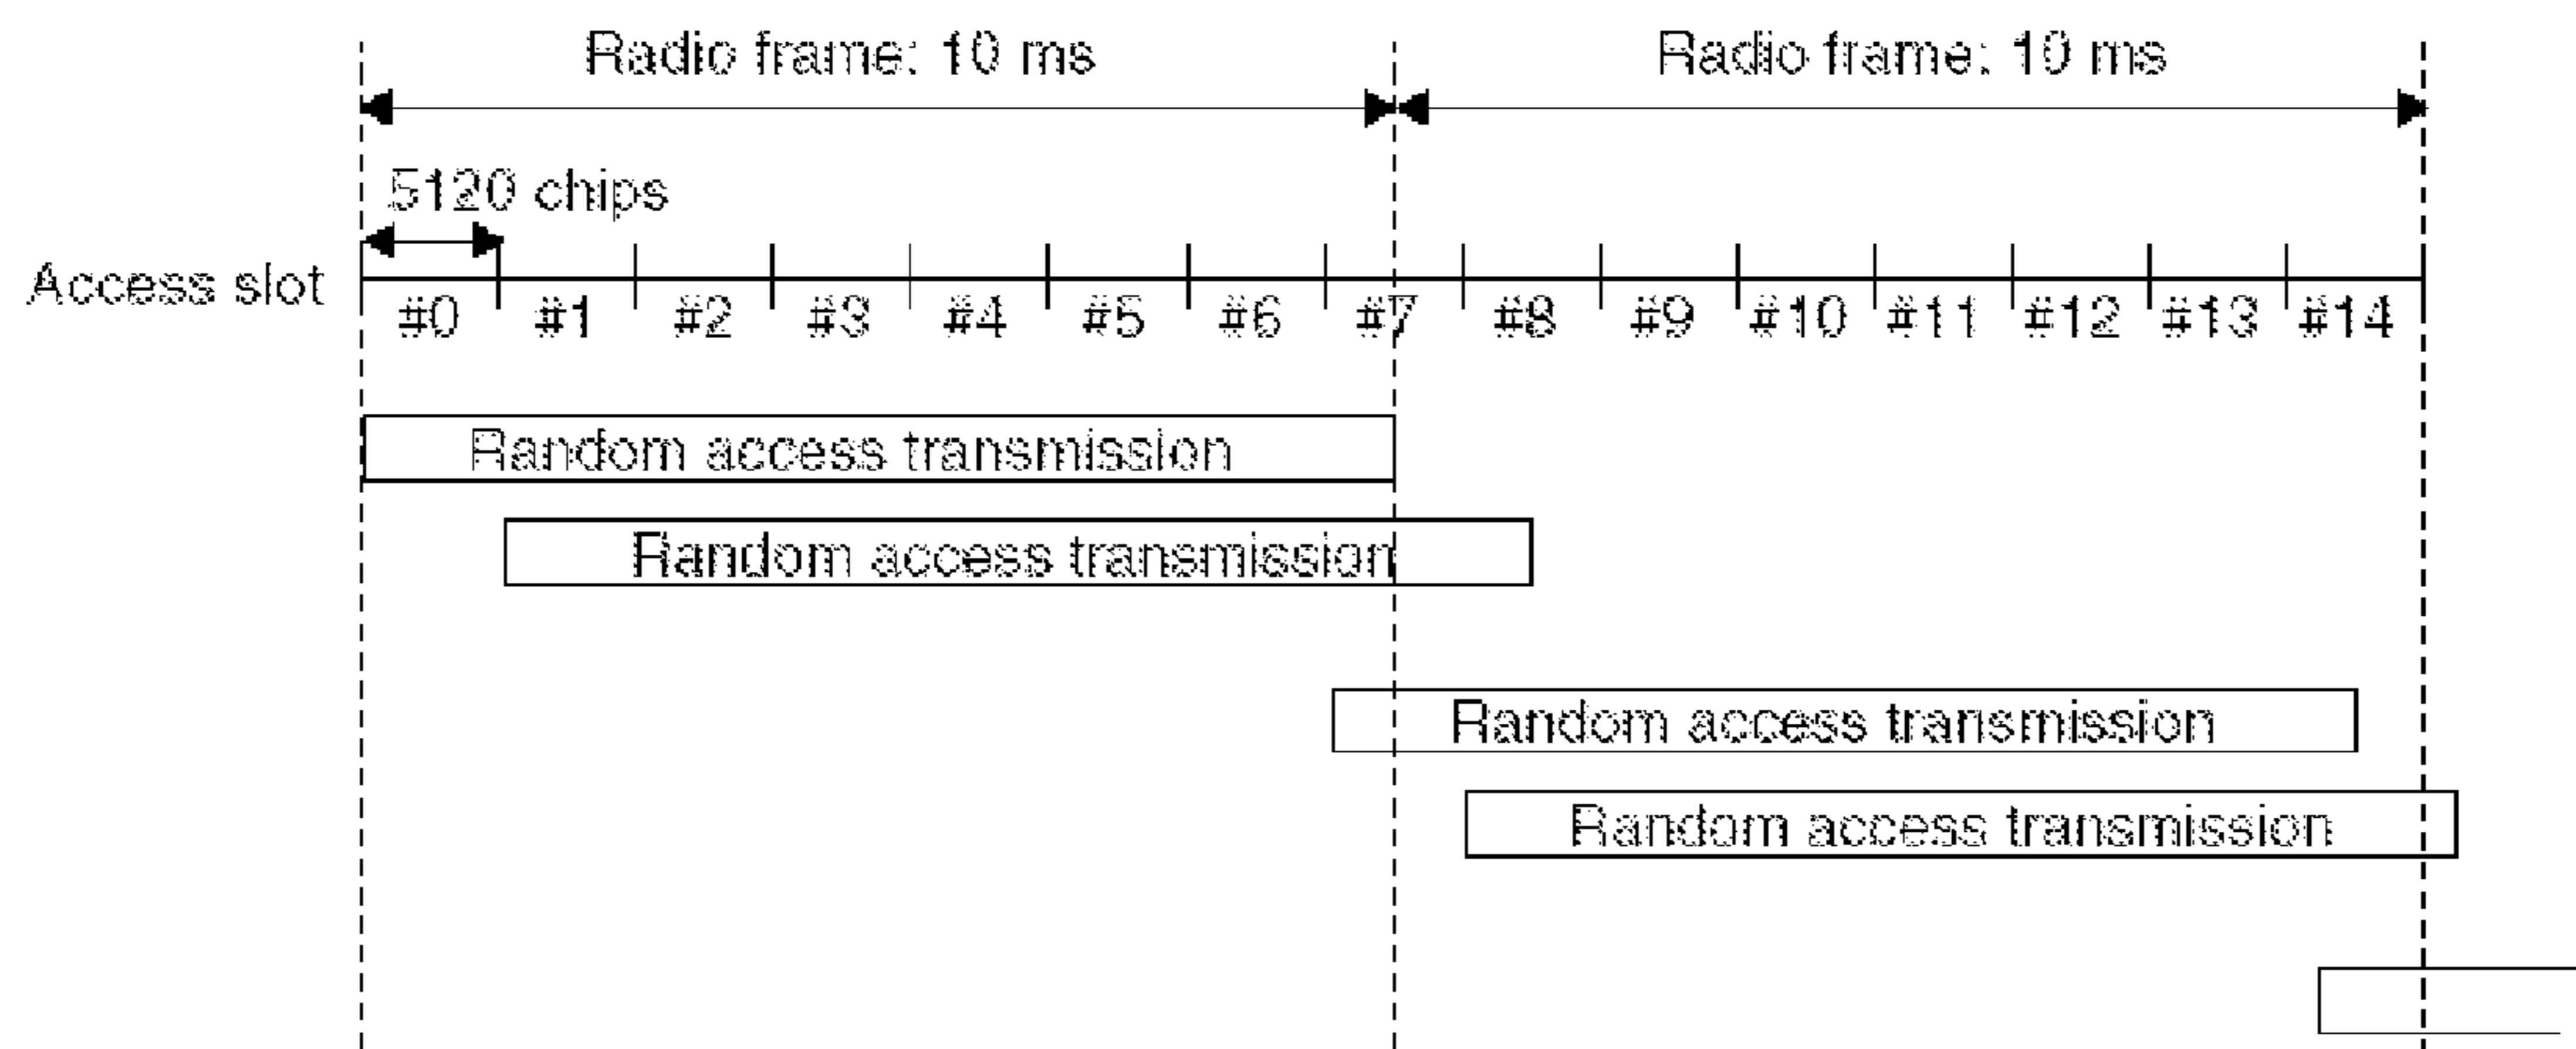 Radio frame: 10 ms Radio frame: 10 ms
5120 chips
Access slot
#0 #1 #2 #3 #4 #5 #6 #7 #8 #9 #10 #11 #12 #13 #14
Random access transmission
Random access transmission
Random access transmission
Random access transmission